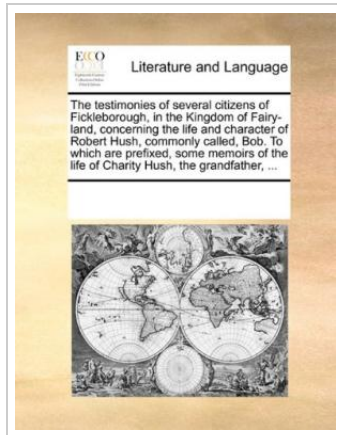 ECCO
Literature and Language
The testimonies of several citizens of
Fickleborough, in the Kingdom of Fairy-
land, concerning the life and character of
Robert Hush, commonly called, Bob. To
which are prefixed, some memoirs of the
life of Charity Hush, the grandfather, ...